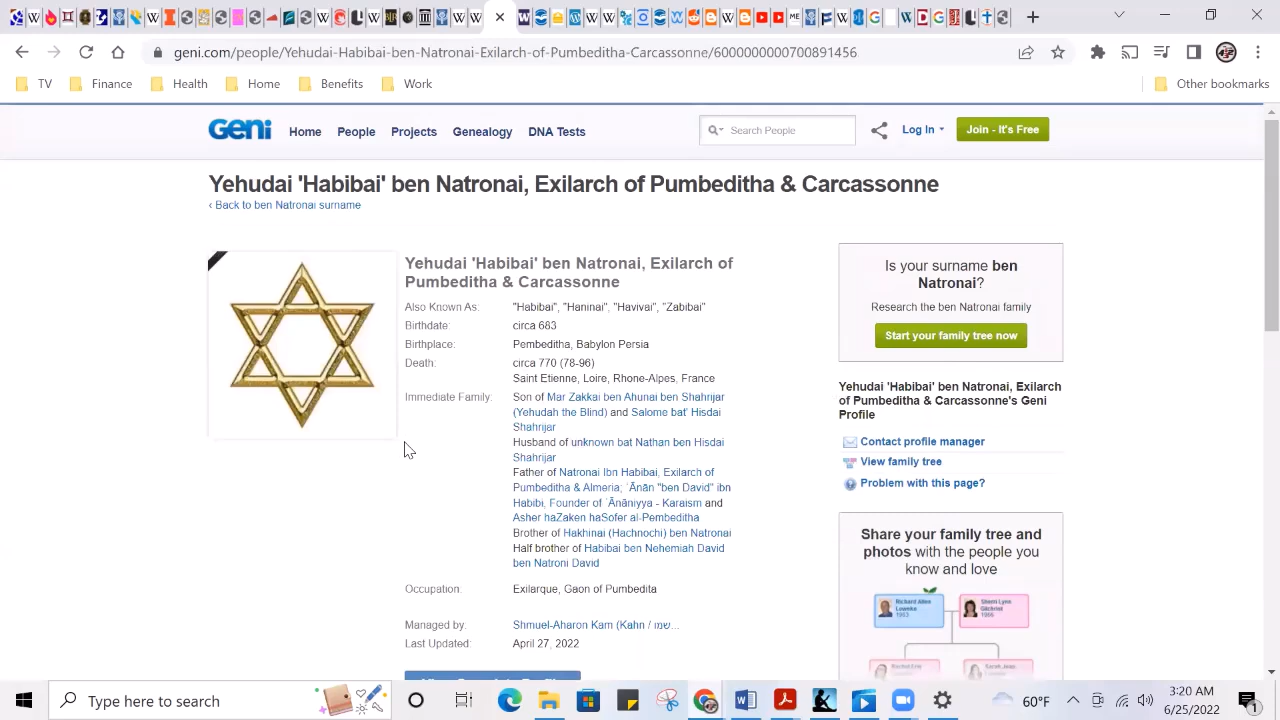 geni.com/people/Yehudai-Habibai-ben-Natronai-Exilarch-of-Pumbeditha-Carcassonne/6000000000700891456
TV
Finance
Health
Home
Benefits
Work
Other bookmarks
Geni
Home
People
Projects
Genealogy
DNA Tests
Search People
Log In
Join - It's Free
Yehudai 'Habibai' ben Natronai, Exilarch of Pumbeditha & Carcassonne
‹ Back to ben Natronai surname
Yehudai 'Habibai' ben Natronai, Exilarch of
Pumbeditha & Carcassonne
Also Known As: "Habibai", "Haninai", "Havivai", "Zabibai"
Birthdate: circa 683
Birthplace: Pembeditha, Babylon Persia
Death: circa 770 (78-96)
Saint Etienne, Loire, Rhone-Alpes, France
Immediate Family: Son of Mar Zakkai ben Ahunai ben Shahrijar
(Yehudah the Blind) and Salome bat' Hisdai
Shahrijar
Husband of unknown bat Nathan ben Hisdai
Shahrijar
Father of Natronai Ibn Habibai, Exilarch of
Pumbeditha & Almeria; ʿĀnān "ben David" ibn
Habibi, Founder of ʿĀnāniyya - Karaism and
Asher haZaken haSofer al-Pembeditha
Brother of Hakhinai (Hachnochi) ben Natronai
Half brother of Habibai ben Nehemiah David
ben Natroni David
Occupation: Exilarque, Gaon of Pumbedita
Managed by: Shmuel-Aharon Kam (Kahn / שמו...
Last Updated: April 27, 2022
Is your surname ben
Natronai?
Research the ben Natronai family
Start your family tree now
Yehudai 'Habibai' ben Natronai, Exilarch
of Pumbeditha & Carcassonne's Geni
Profile
Contact profile manager
View family tree
Problem with this page?
Share your family tree and
photos with the people you
know and love
Type here to search
60°F
3:20 AM
6/25/2022